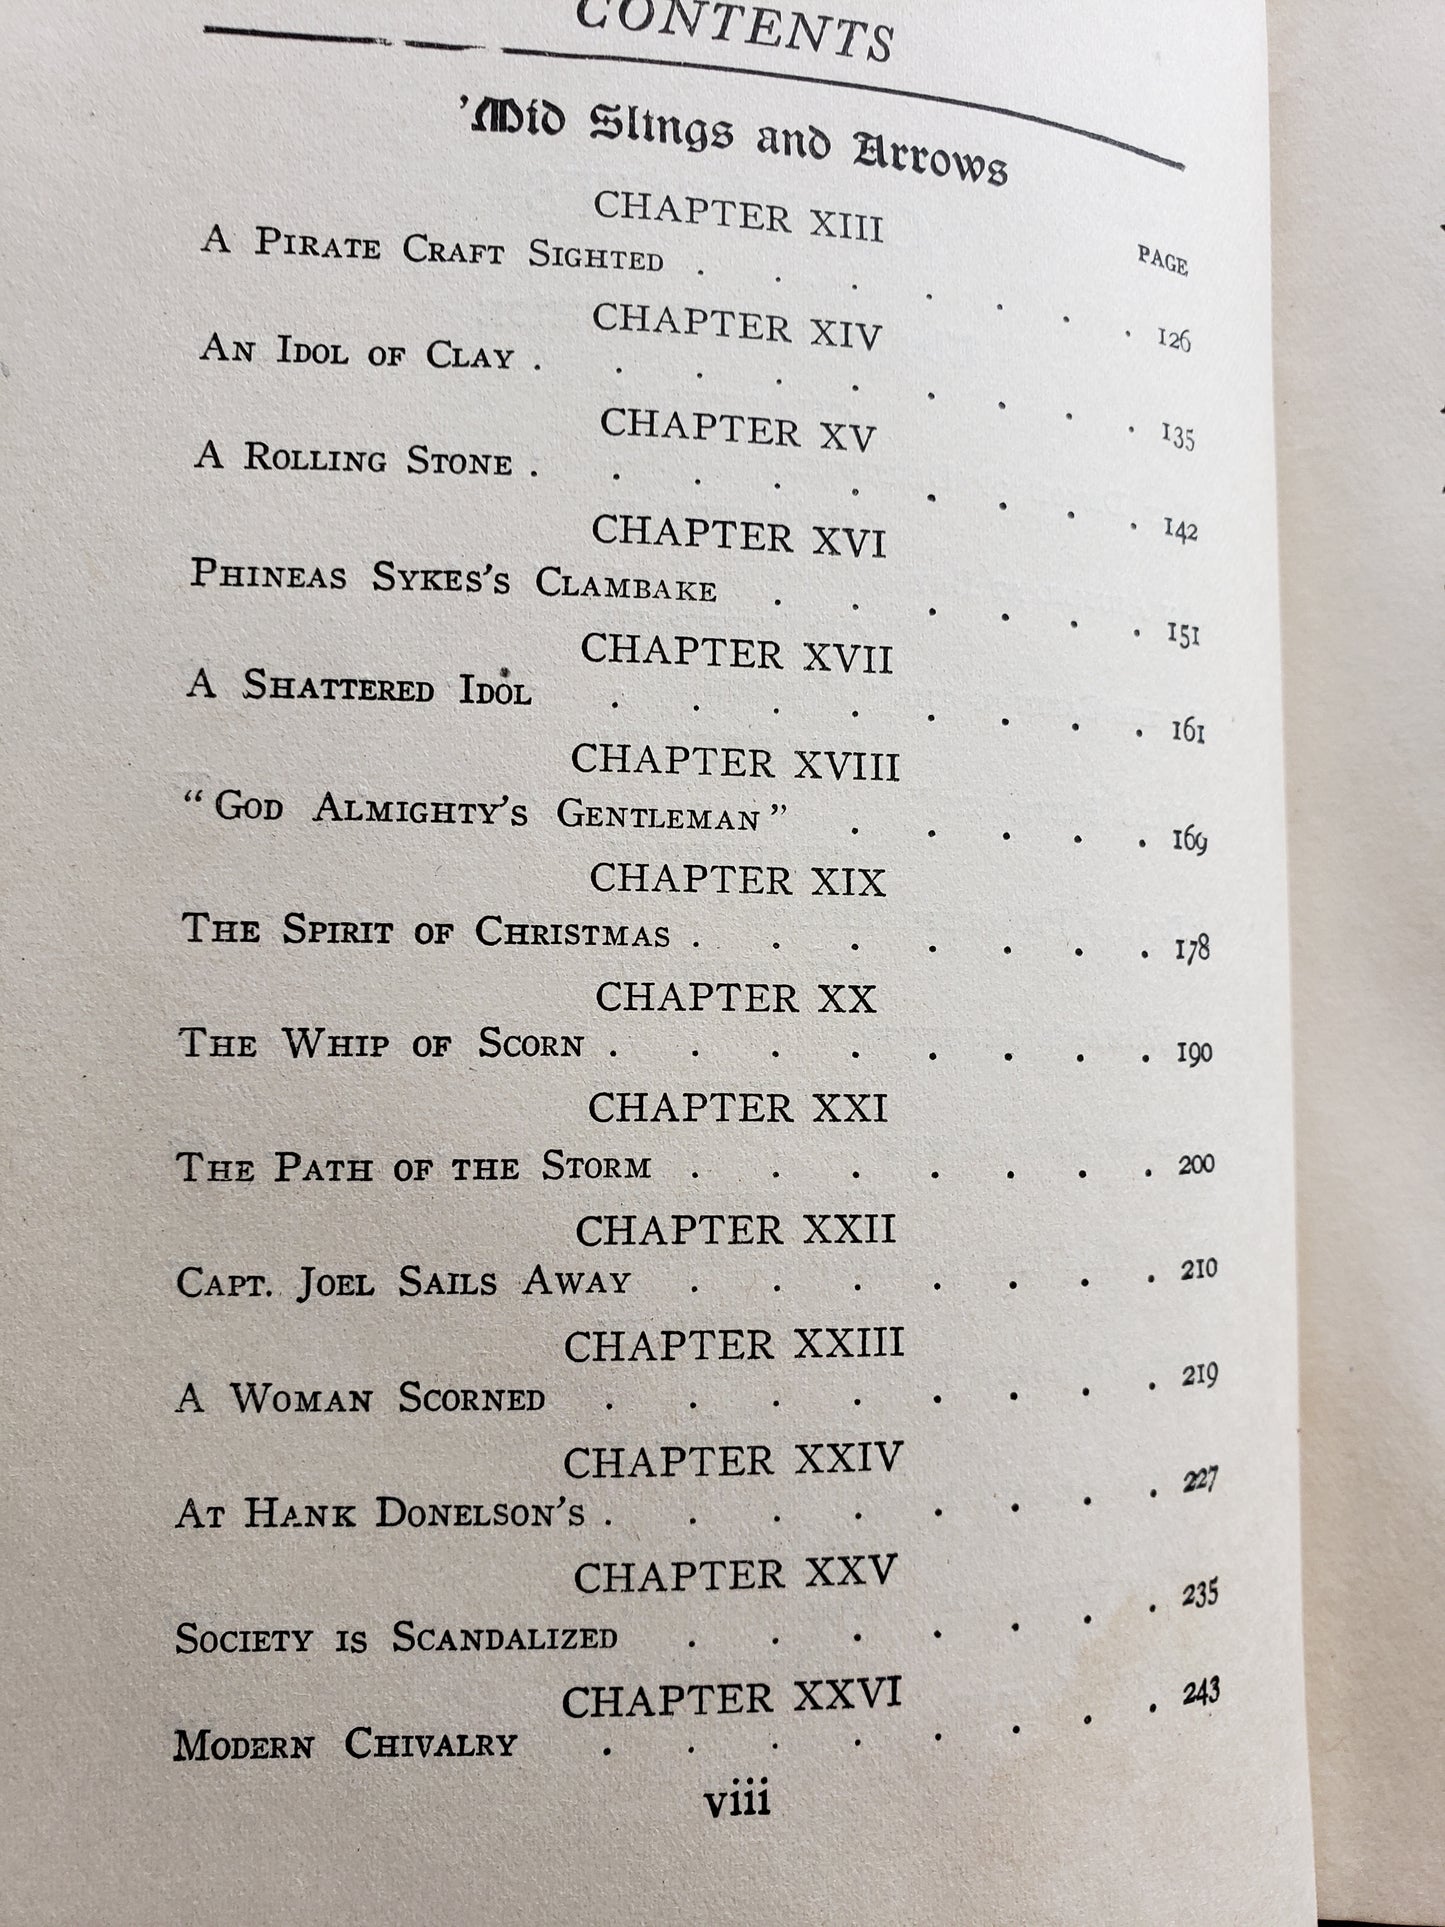 CONTENTS
'Mid Slings and Arrows
CHAPTER XIII
PAGE
A Pirate Craft Sighted . . . . . . . 126
CHAPTER XIV
An Idol of Clay . . . . . . . . . 135
CHAPTER XV
A Rolling Stone . . . . . . . . . 142
CHAPTER XVI
Phineas Sykes's Clambake . . . . . . 151
CHAPTER XVII
A Shattered Idol . . . . . . . . 161
CHAPTER XVIII
"God Almighty's Gentleman" . . . . . 169
CHAPTER XIX
The Spirit of Christmas . . . . . . . 178
CHAPTER XX
The Whip of Scorn . . . . . . . . 190
CHAPTER XXI
The Path of the Storm . . . . . . . 200
CHAPTER XXII
Capt. Joel Sails Away . . . . . . . 210
CHAPTER XXIII
A Woman Scorned . . . . . . . . 219
CHAPTER XXIV
At Hank Donelson's . . . . . . . . 227
CHAPTER XXV
Society is Scandalized . . . . . . . 235
CHAPTER XXVI
Modern Chivalry . . . . . . . . 243
viii